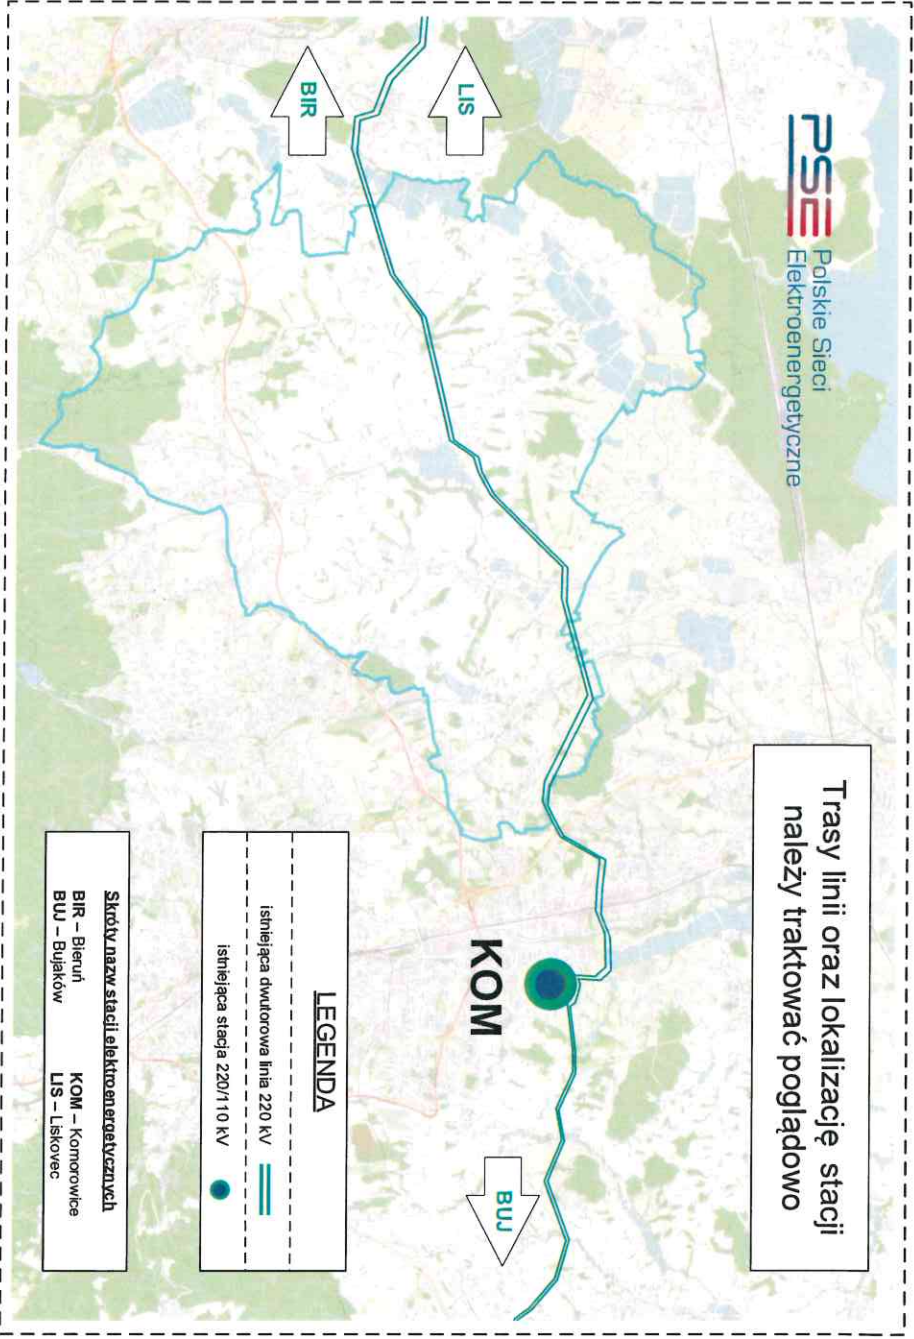 PSE Polskie Sieci
Elektroenergetyczne
Trasy linii oraz lokalizację stacji
należy traktować poglądowo
LIS
BIR
KOM
BUJ
LEGENDA
istniejąca dwutorowa linia 220 kV
istniejąca stacja 220/110 kV
Skróty nazw stacji elektroenergetycznych
BIR – Bieruń
KOM – Komorowice
BUJ – Bujaków
LIS – Liskovec